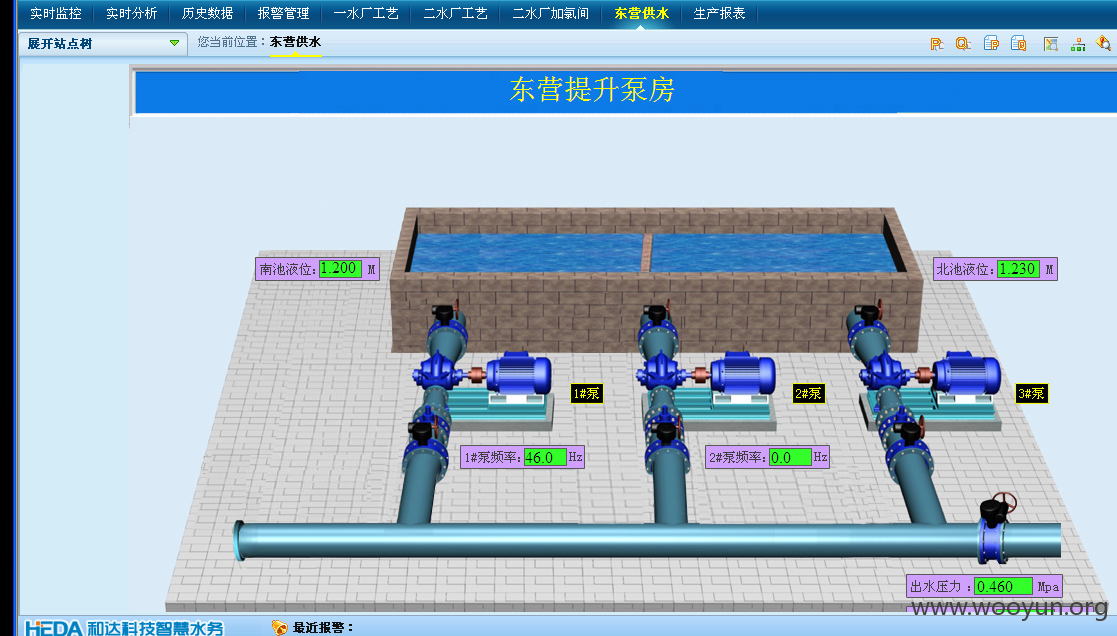 实时监控 实时分析 历史数据 报警管理 一水厂工艺 二水厂工艺 二水厂加氯间 东营供水 生产报表
展开站点树 您当前位置：东营供水
东营提升泵房
南池液位: 1.200 M
北池液位: 1.230 M
1#泵
2#泵
3#泵
1#泵频率: 46.0 Hz
2#泵频率: 0.0 Hz
出水压力： 0.460 Mpa
www.wooyun.org
HEDA 和达科技智慧水务 最近报警：